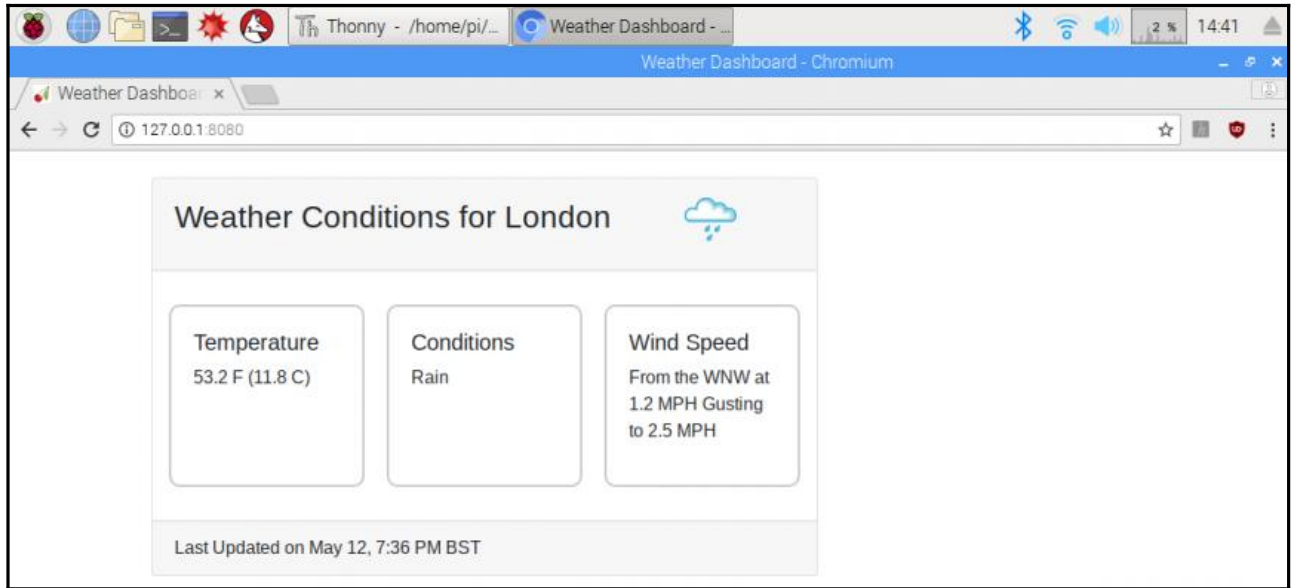 Thonny - /home/pi/...
Weather Dashboard - ...
2 %
14:41
Weather Dashboard - Chromium
Weather Dashboar
127.0.0.1:8080
Weather Conditions for London
Temperature
53.2 F (11.8 C)
Conditions
Rain
Wind Speed
From the WNW at
1.2 MPH Gusting
to 2.5 MPH
Last Updated on May 12, 7:36 PM BST